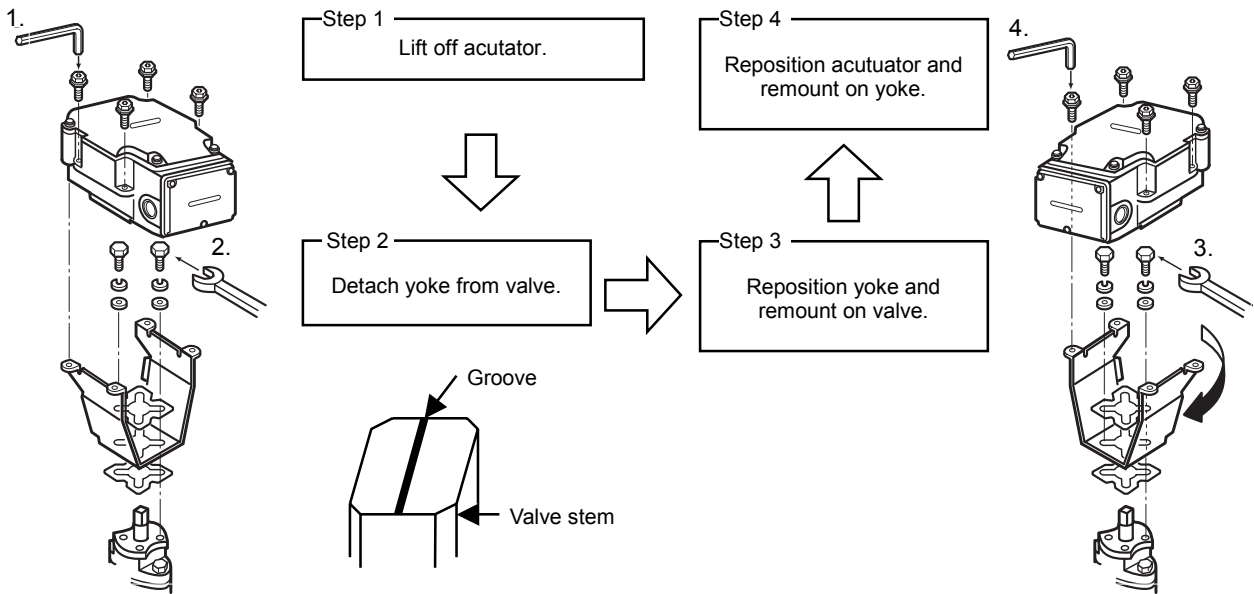 1.
Step 1
Lift off acutator.
Step 2
Detach yoke from valve.
2.
Groove
Valve stem
Step 4
Reposition acutuator and
remount on yoke.
Step 3
Reposition yoke and
remount on valve.
4.
3.